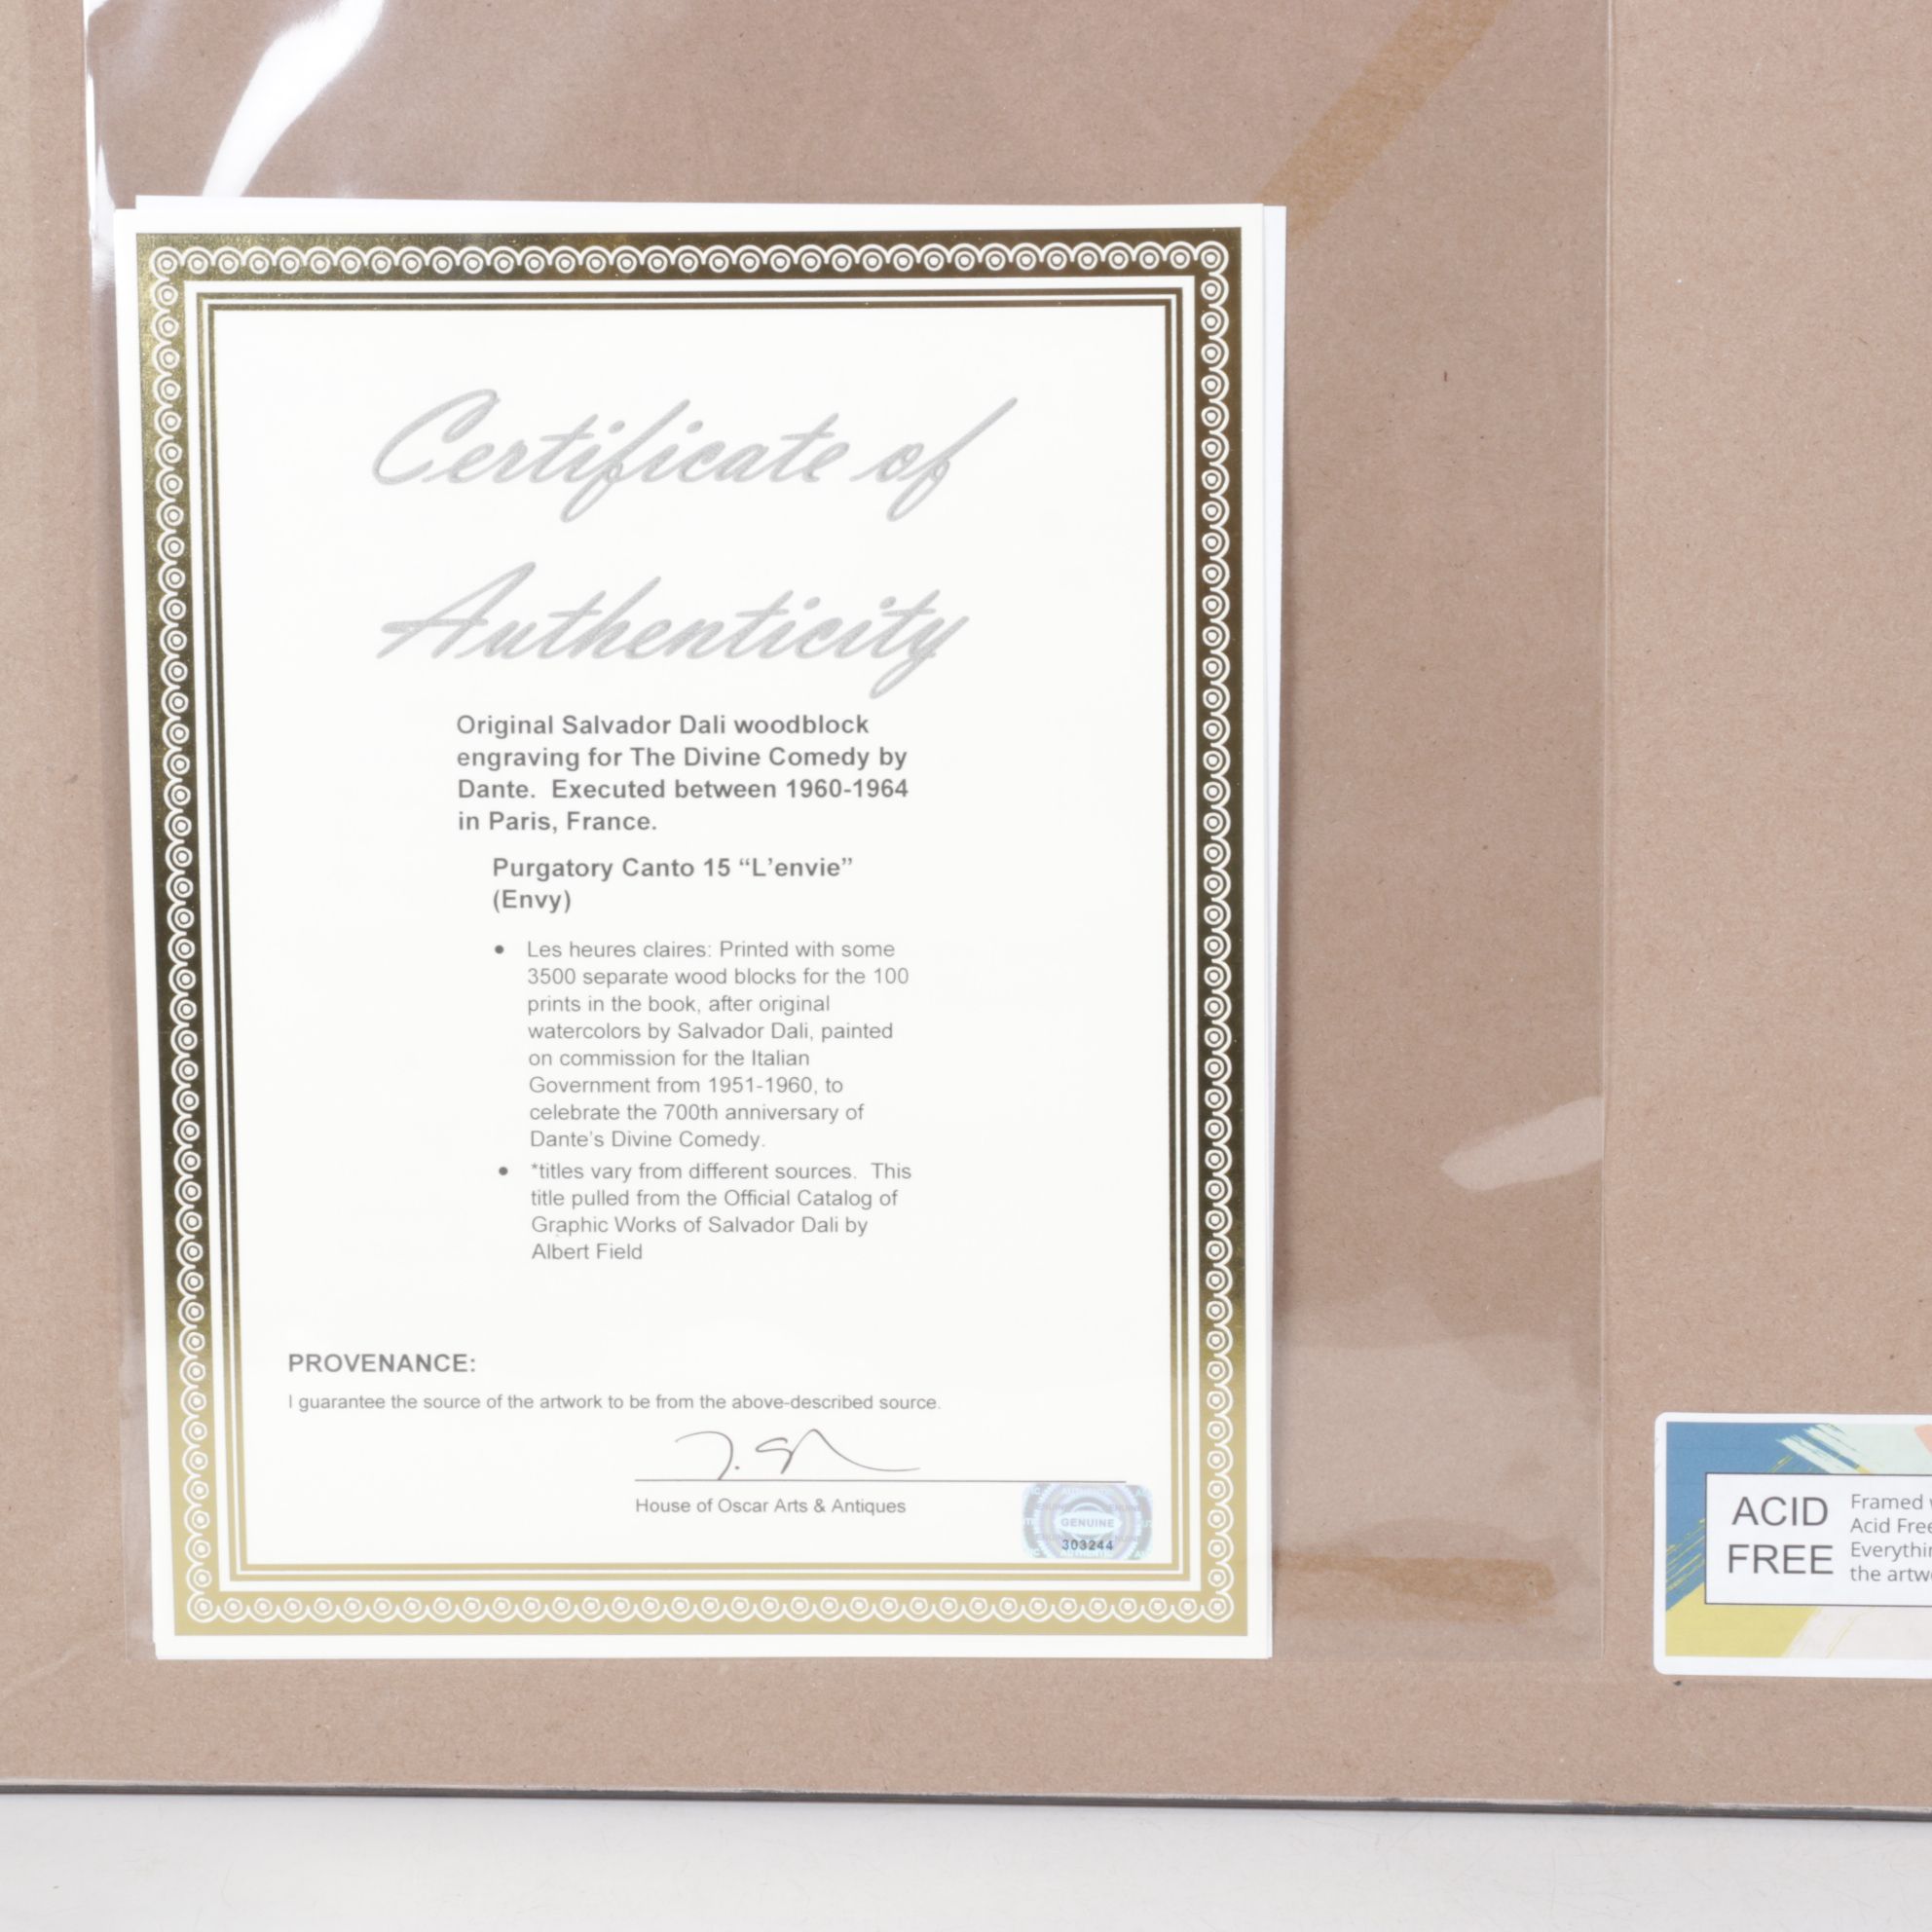 Certificate of
Authenticity
Original Salvador Dali woodblock
engraving for The Divine Comedy by
Dante.  Executed between 1960-1964
in Paris, France.
Purgatory Canto 15 “L’envie”
(Envy)
• Les heures claires: Printed with some
3500 separate wood blocks for the 100
prints in the book, after original
watercolors by Salvador Dali, painted
on commission for the Italian
Government from 1951-1960, to
celebrate the 700th anniversary of
Dante’s Divine Comedy.
• *titles vary from different sources.  This
title pulled from the Official Catalog of
Graphic Works of Salvador Dali by
Albert Field
PROVENANCE:
I guarantee the source of the artwork to be from the above-described source.
House of Oscar Arts & Antiques
GENUINE
303244
ACID
FREE
Framed
Acid Free
the